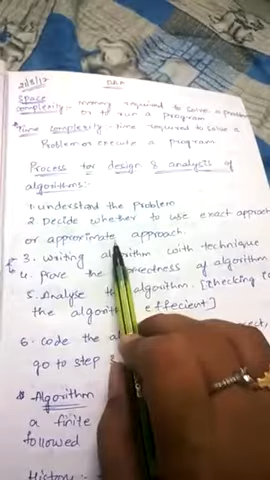 DAA
Space
complexity :- memory required to solve a problem
or to run a program
Time complexity :- time required to solve a
Problem or execute a program.
Process for design & analysis of
algorithms:-
1. understand the Problem
2. Decide whether to use exact approach
or approximate approach.
3. Writing algorithm with technique
4. Prove the correctness of algorithm
5. Analyse the algorithm. [checking
the algorithm effecient]
6. code the
go to step
Algorithm
a finite
followed
History